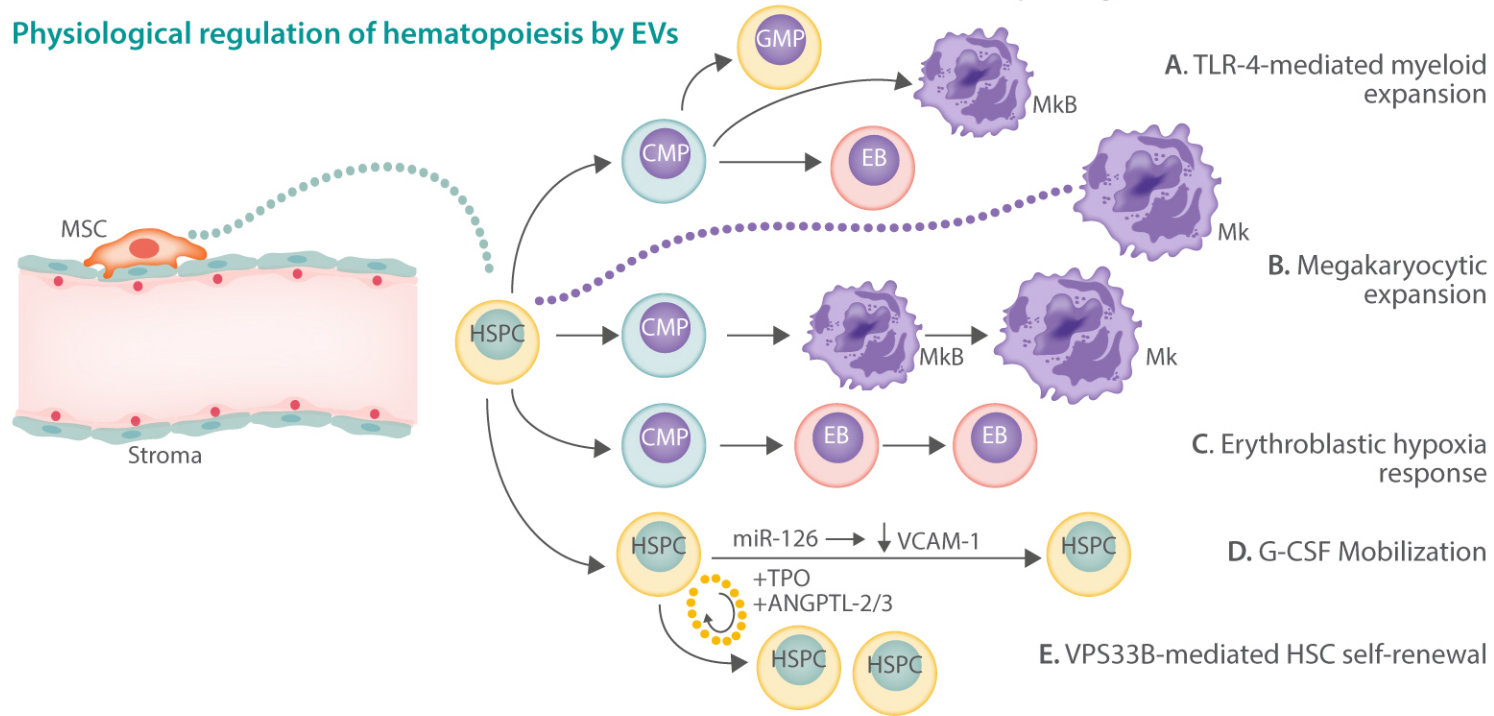 Physiological regulation of hematopoiesis by EVs
GMP
MkB
A. TLR-4-mediated myeloid
expansion
CMP
EB
MSC
Mk
B. Megakaryocytic
expansion
HSPC
CMP
MkB
Mk
Stroma
CMP
EB
EB
C. Erythroblastic hypoxia
response
HSPC
miR-126
VCAM-1
HSPC
D. G-CSF Mobilization
+TPO
+ANGPTL-2/3
HSPC
HSPC
E. VPS33B-mediated HSC self-renewal